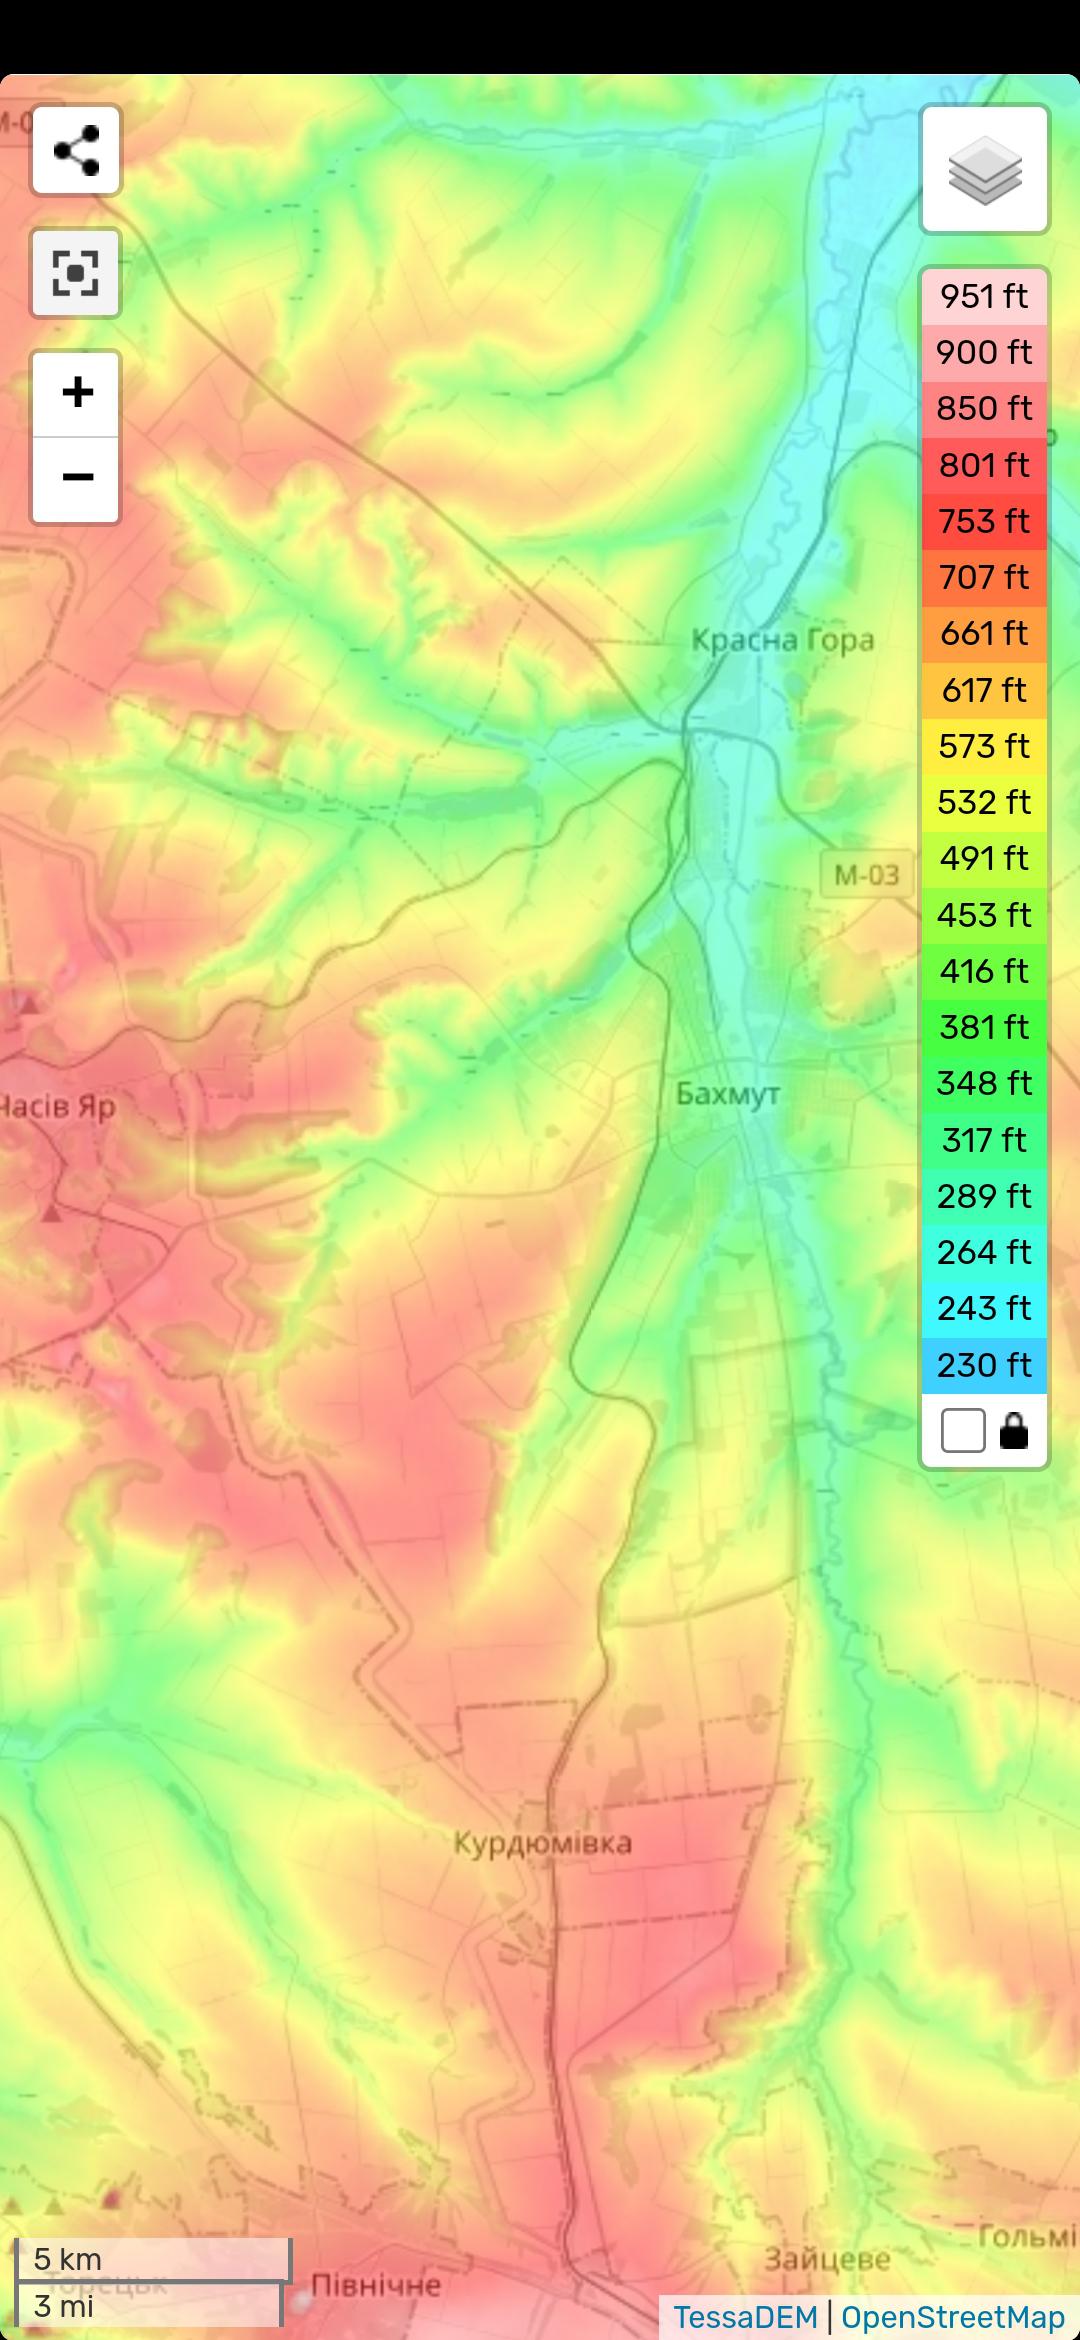 M-0
951 ft
900 ft
850 ft
801 ft
753 ft
707 ft
661 ft
617 ft
573 ft
532 ft
491 ft
453 ft
416 ft
381 ft
348 ft
317 ft
289 ft
264 ft
243 ft
230 ft
Красна Гора
М-03
Бахмут
Часів Яр
Курдюмівка
Гольмі
Зайцеве
5 km
Торецьк
Північне
3 mi
TessaDEM | OpenStreetMap